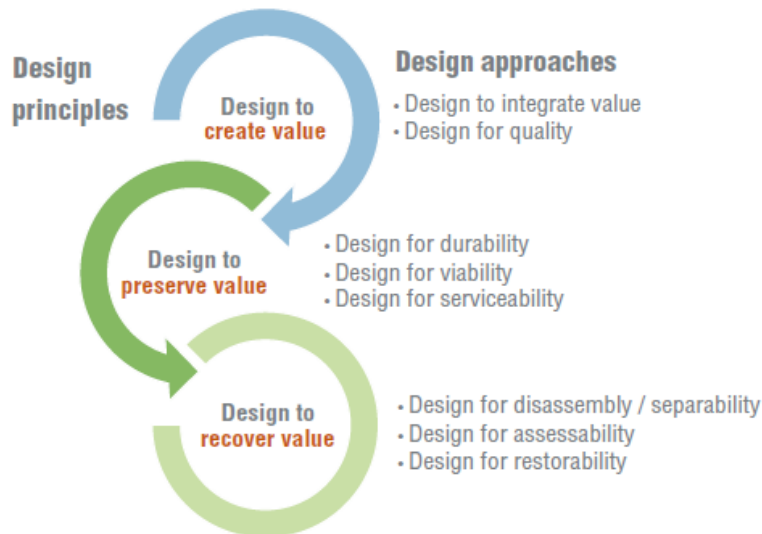 Design
principles
Design approaches
Design to
create value
• Design to integrate value
• Design for quality
Design to
preserve value
• Design for durability
• Design for viability
• Design for serviceability
Design to
recover value
• Design for disassembly / separability
• Design for assessability
• Design for restorability